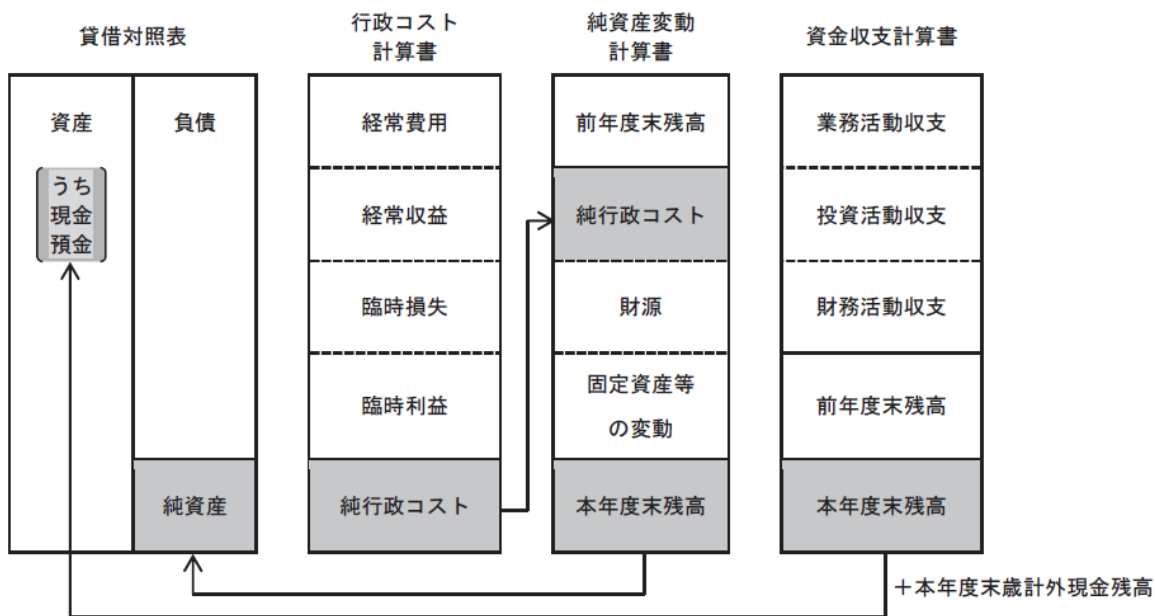 貸借対照表
資産
うち
現金
預金
負債
純資産
行政コスト
計算書
経常費用
経常収益
臨時損失
臨時利益
純行政コスト
純資産変動
計算書
前年度末残高
純行政コスト
財源
固定資産等
の変動
本年度末残高
資金収支計算書
業務活動収支
投資活動収支
財務活動収支
前年度末残高
本年度末残高
＋本年度末歳計外現金残高